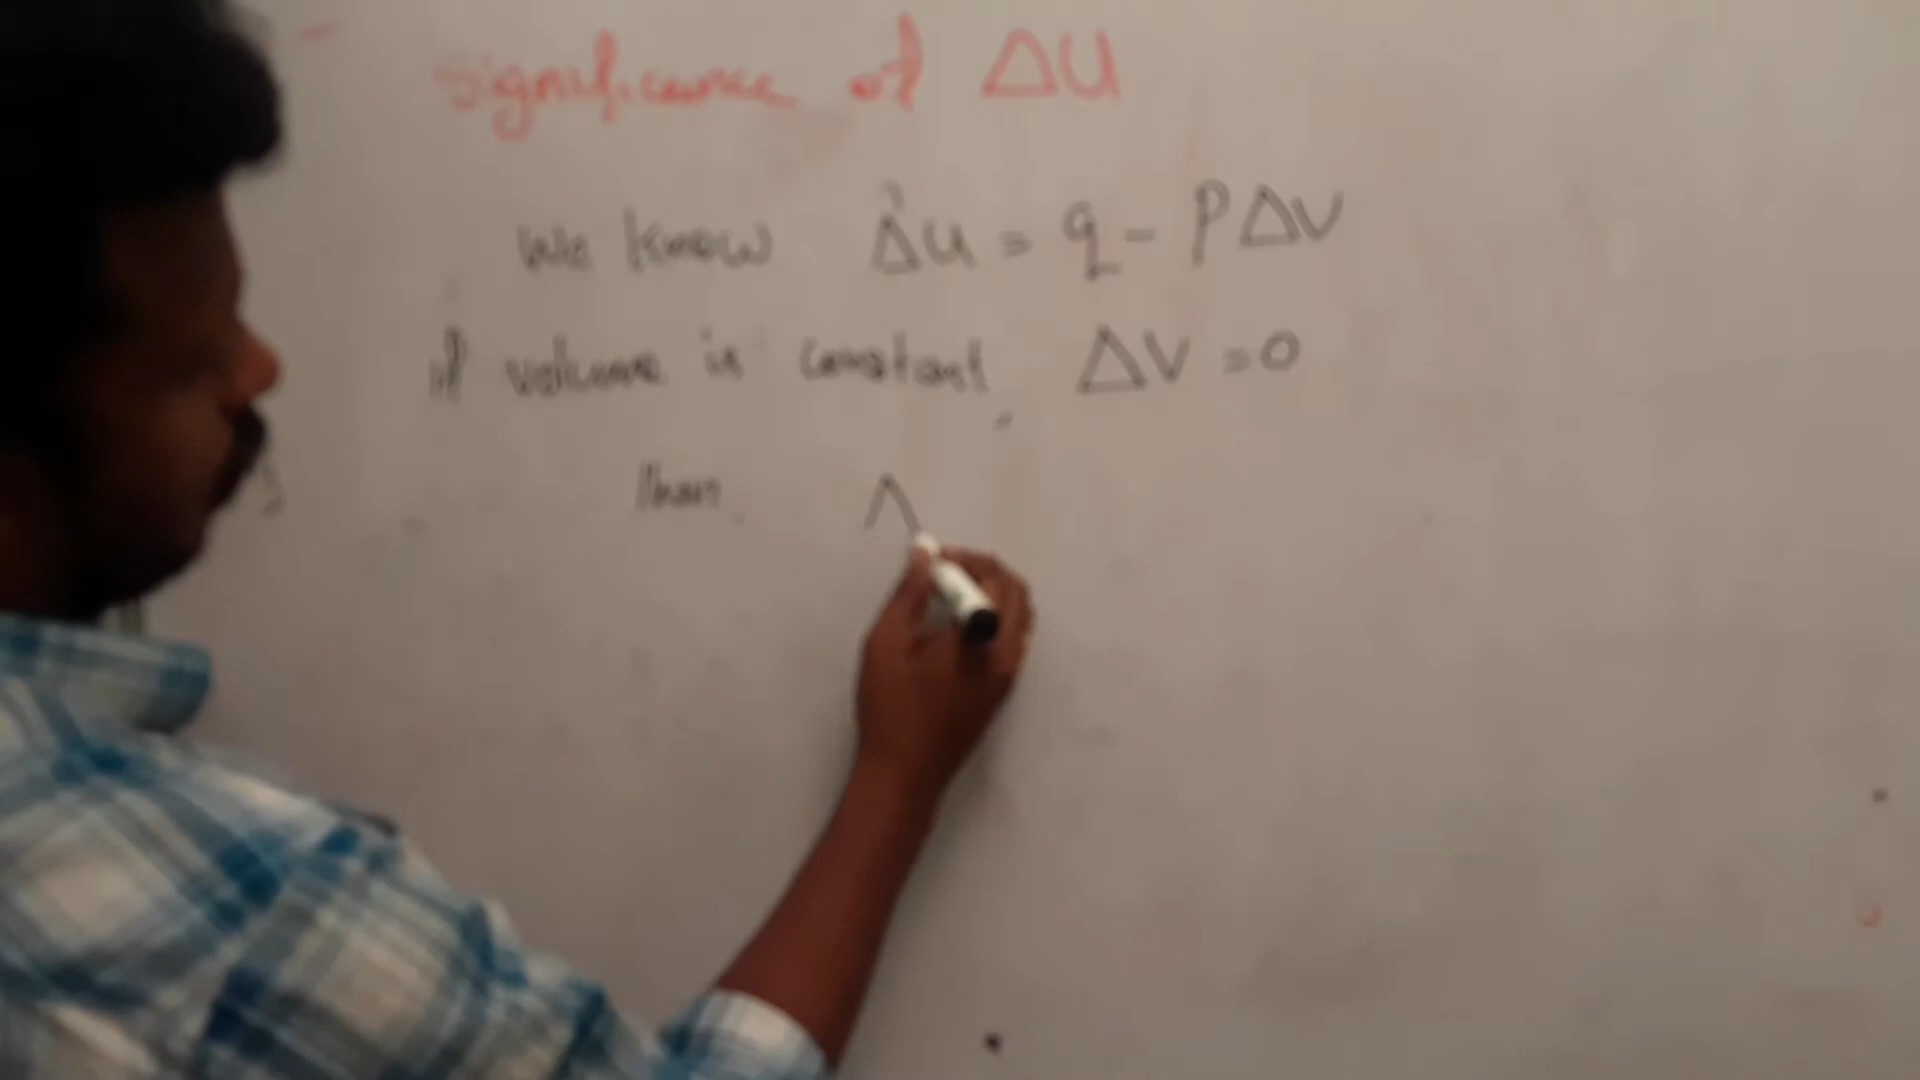 significance of ΔU
We know ΔU = q - PΔV
if volume is constant, ΔV = 0
then Λ